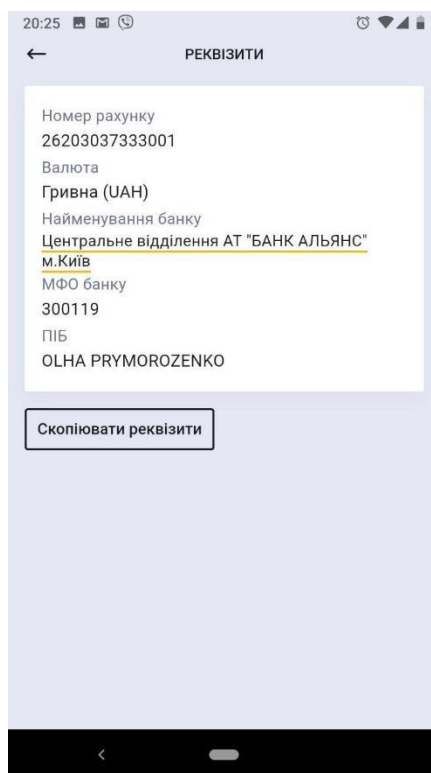 20:25
РЕКВІЗИТИ
Номер рахунку
26203037333001
Валюта
Гривна (UAH)
Найменування банку
Центральне відділення АТ "БАНК АЛЬЯНС"
м.Київ
МФО банку
300119
ПІБ
OLHA PRYMOROZENKO
Скопіювати реквізити